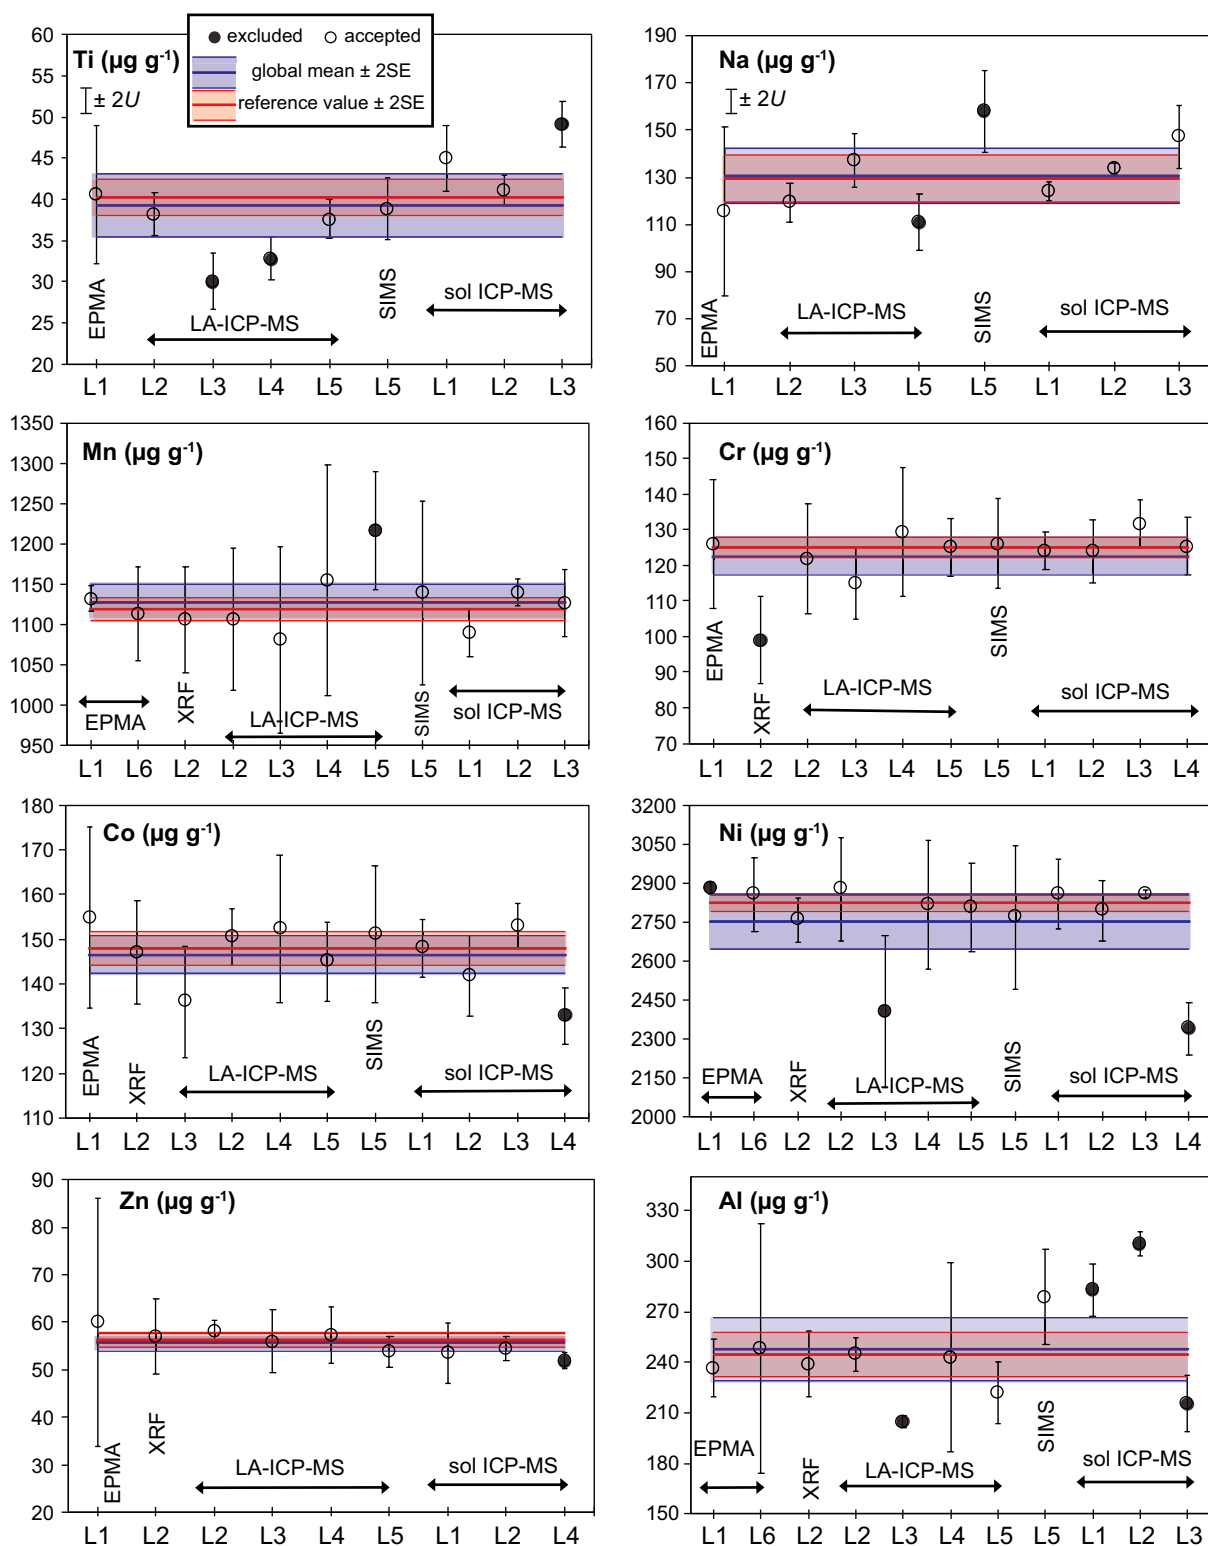 ● excluded ○ accepted
global mean ± 2SE
reference value ± 2SE
Ti (µg g-1)
± 2U
60
55
50
45
40
35
30
25
20
EPMA
LA-ICP-MS
SIMS
sol ICP-MS
L1 L2 L3 L4 L5 L5 L1 L2 L3
Na (µg g-1)
± 2U
190
170
150
130
110
90
70
50
EPMA
LA-ICP-MS
SIMS
sol ICP-MS
L1 L2 L3 L5 L5 L1 L2 L3
Mn (µg g-1)
1350
1300
1250
1200
1150
1100
1050
1000
950
EPMA
XRF
LA-ICP-MS
SIMS
sol ICP-MS
L1 L6 L2 L2 L3 L4 L5 L5 L1 L2 L3
Cr (µg g-1)
160
150
140
130
120
110
100
90
80
70
EPMA
XRF
LA-ICP-MS
SIMS
sol ICP-MS
L1 L2 L2 L3 L4 L5 L5 L1 L2 L3 L4
Co (µg g-1)
180
170
160
150
140
130
120
110
EPMA
XRF
LA-ICP-MS
SIMS
sol ICP-MS
L1 L2 L3 L2 L4 L5 L5 L1 L2 L3 L4
Ni (µg g-1)
3200
3050
2900
2750
2600
2450
2300
2150
2000
EPMA
XRF
LA-ICP-MS
SIMS
sol ICP-MS
L1 L6 L2 L2 L3 L4 L5 L5 L1 L2 L3 L4
Zn (µg g-1)
90
80
70
60
50
40
30
20
EPMA
XRF
LA-ICP-MS
sol ICP-MS
L1 L2 L2 L3 L4 L5 L1 L2 L4
Al (µg g-1)
330
300
270
240
210
180
150
EPMA
XRF
LA-ICP-MS
SIMS
sol ICP-MS
L1 L6 L2 L2 L3 L4 L5 L5 L1 L2 L3